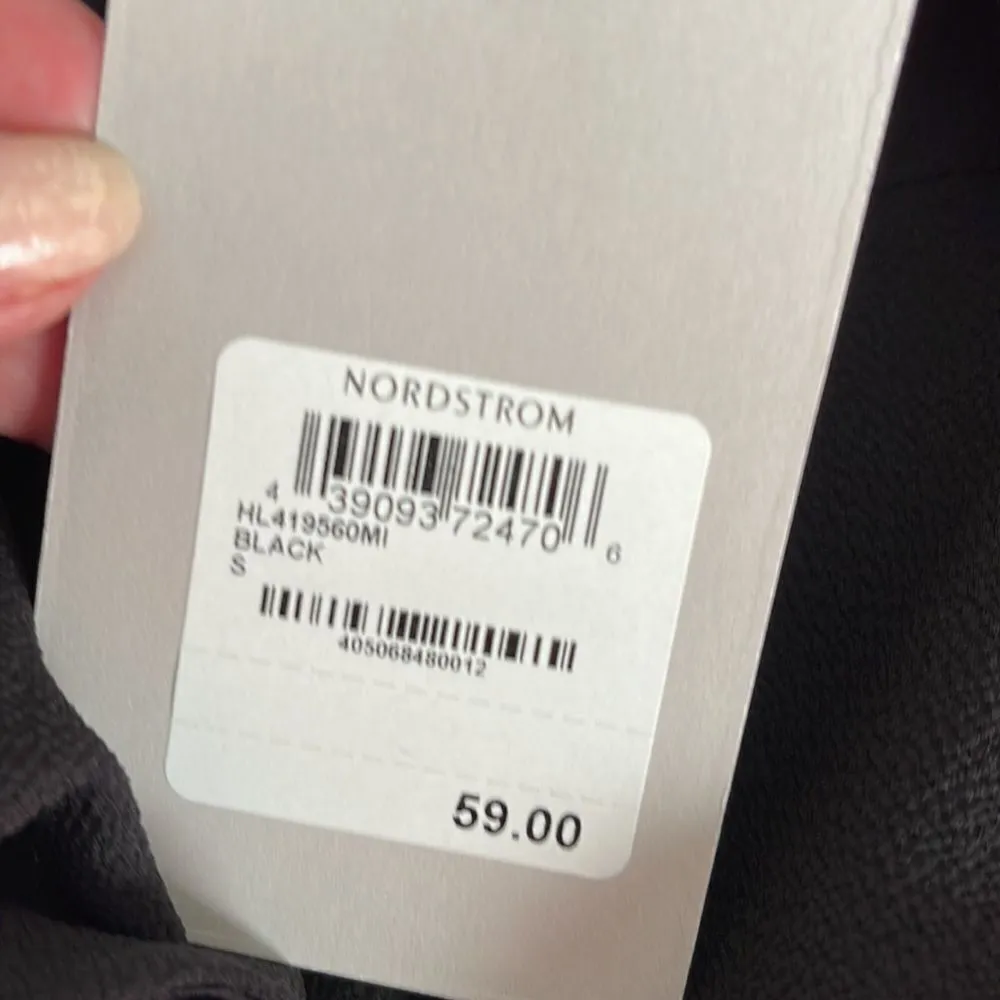 NORDSTROM
4 39093 72470 6
HL419560MI
BLACK
S
405068480012
59.00